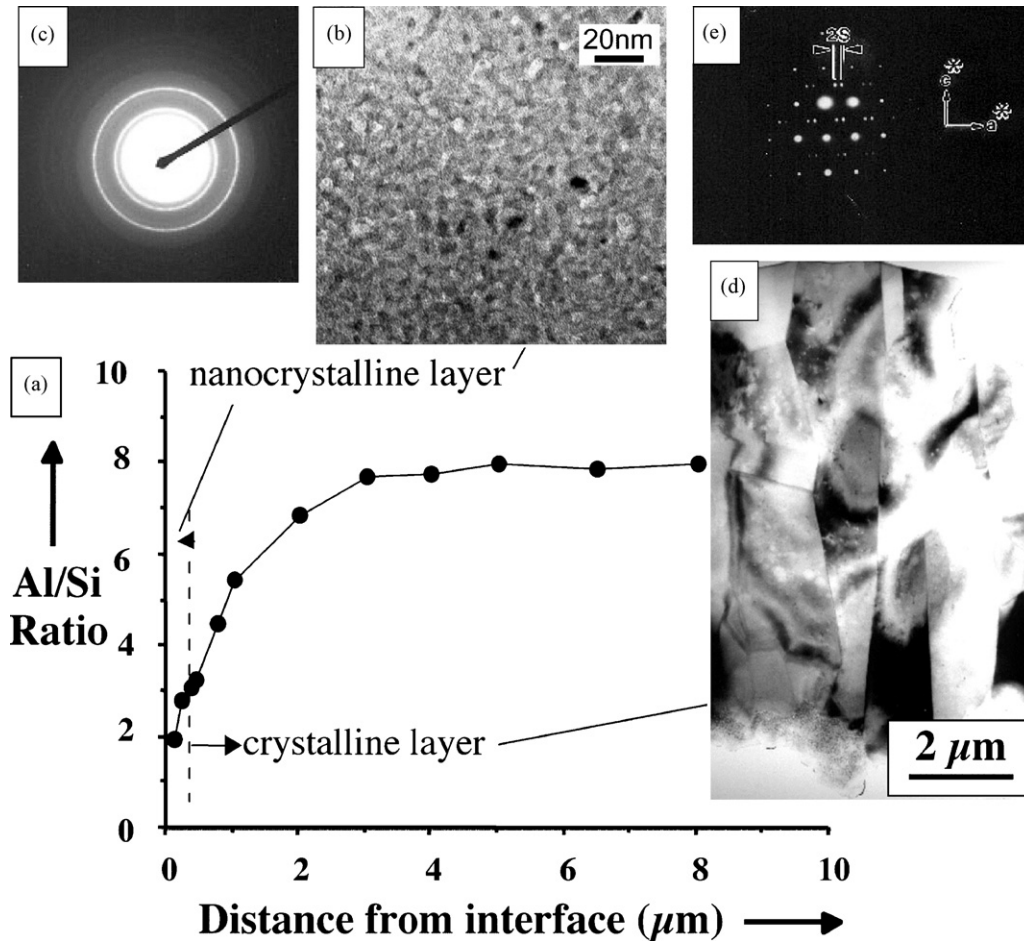 (c)
(b)
20nm
(e)
2S
c*
a*
(d)
2 μm
(a)
nanocrystalline layer
crystalline layer
Al/Si
Ratio
10
8
6
4
2
0
0 2 4 6 8 10
Distance from interface (μm)